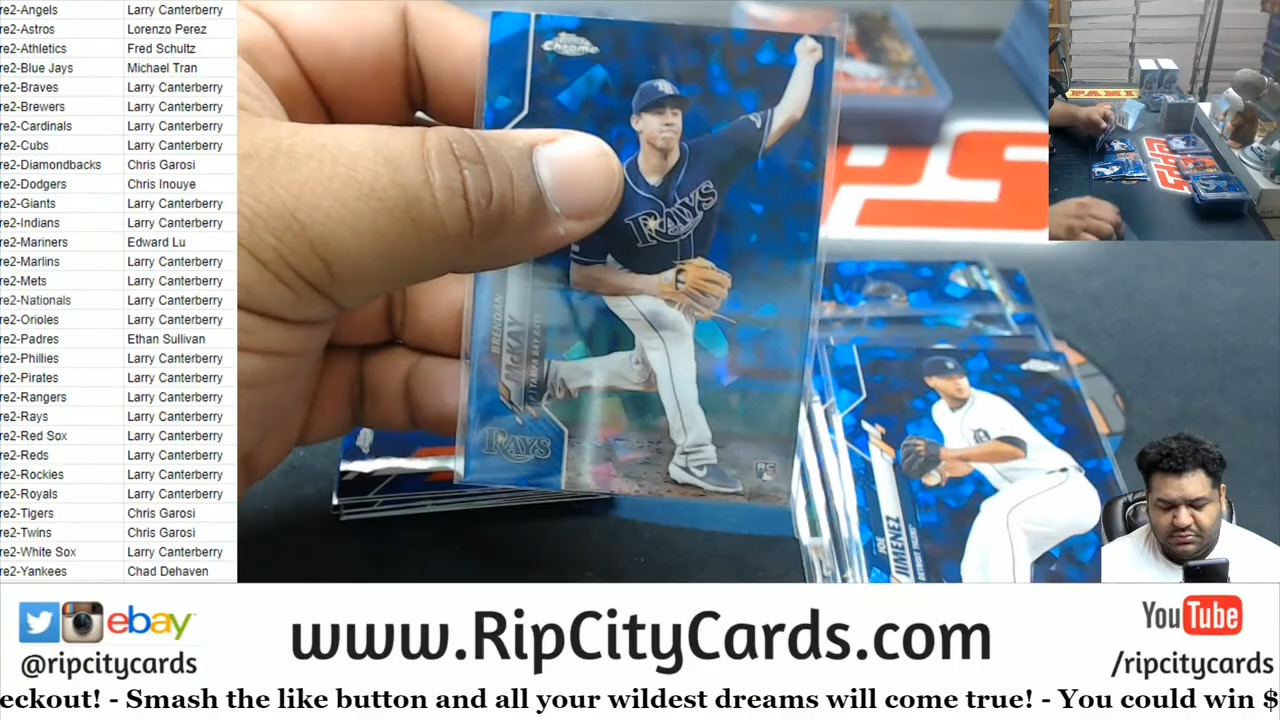 re2-Angels Larry Canterberry
re2-Astros Lorenzo Perez
re2-Athletics Fred Schultz
re2-Blue Jays Michael Tran
re2-Braves Larry Canterberry
re2-Brewers Larry Canterberry
re2-Cardinals Larry Canterberry
re2-Cubs Larry Canterberry
re2-Diamondbacks Chris Garosi
re2-Dodgers Chris Inouye
re2-Giants Larry Canterberry
re2-Indians Larry Canterberry
re2-Mariners Edward Lu
re2-Marlins Larry Canterberry
re2-Mets Larry Canterberry
re2-Nationals Larry Canterberry
re2-Orioles Larry Canterberry
re2-Padres Ethan Sullivan
re2-Phillies Larry Canterberry
re2-Pirates Larry Canterberry
re2-Rangers Larry Canterberry
re2-Rays Larry Canterberry
re2-Red Sox Larry Canterberry
re2-Reds Larry Canterberry
re2-Rockies Larry Canterberry
re2-Royals Larry Canterberry
re2-Tigers Chris Garosi
re2-Twins Chris Garosi
re2-White Sox Larry Canterberry
re2-Yankees Chad Dehaven
Topps Chrome
RAYS
BRENDAN
McKAY
TAMPA BAY RAYS
RAYS
RC
JOE
JIMENEZ
DETROIT TIGERS
PANINI
ebay
@ripcitycards
www.RipCityCards.com
YouTube
/ripcitycards
eckout! - Smash the like button and all your wildest dreams will come true! - You could win $